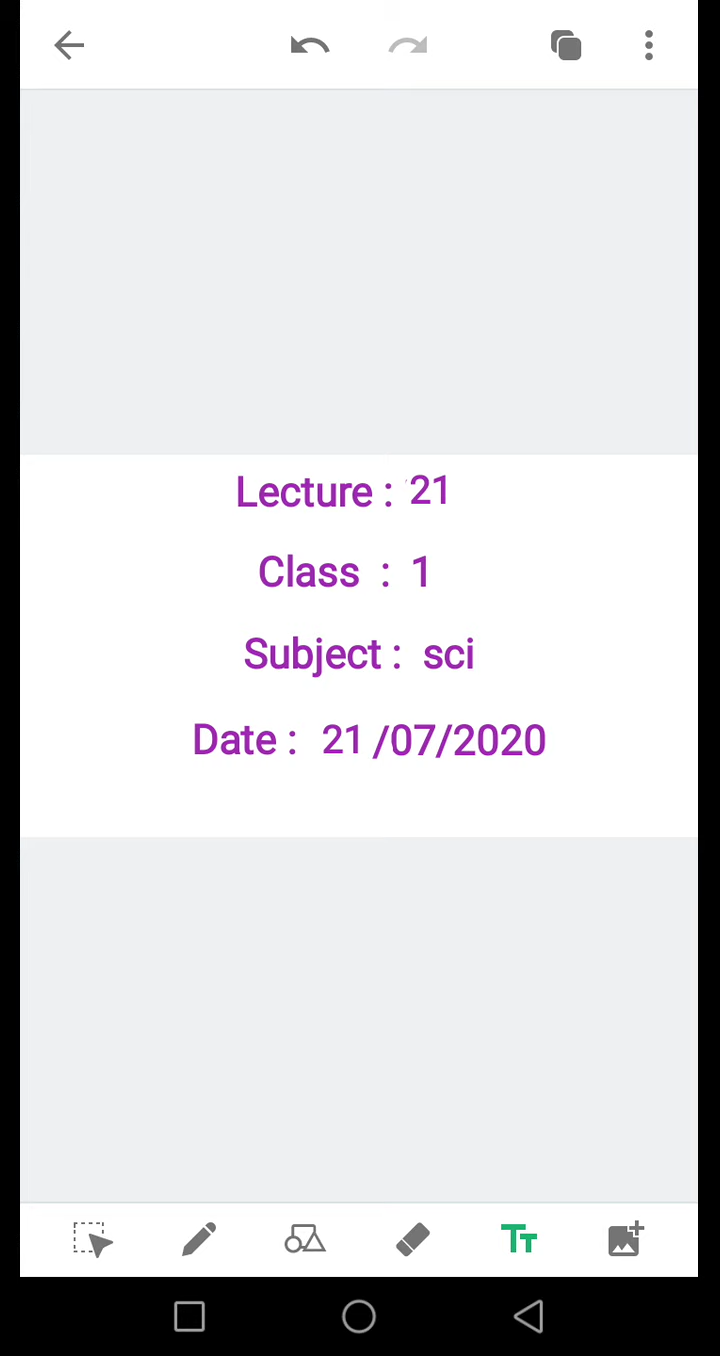 Lecture : 21
Class : 1
Subject : sci
Date : 21 /07/2020